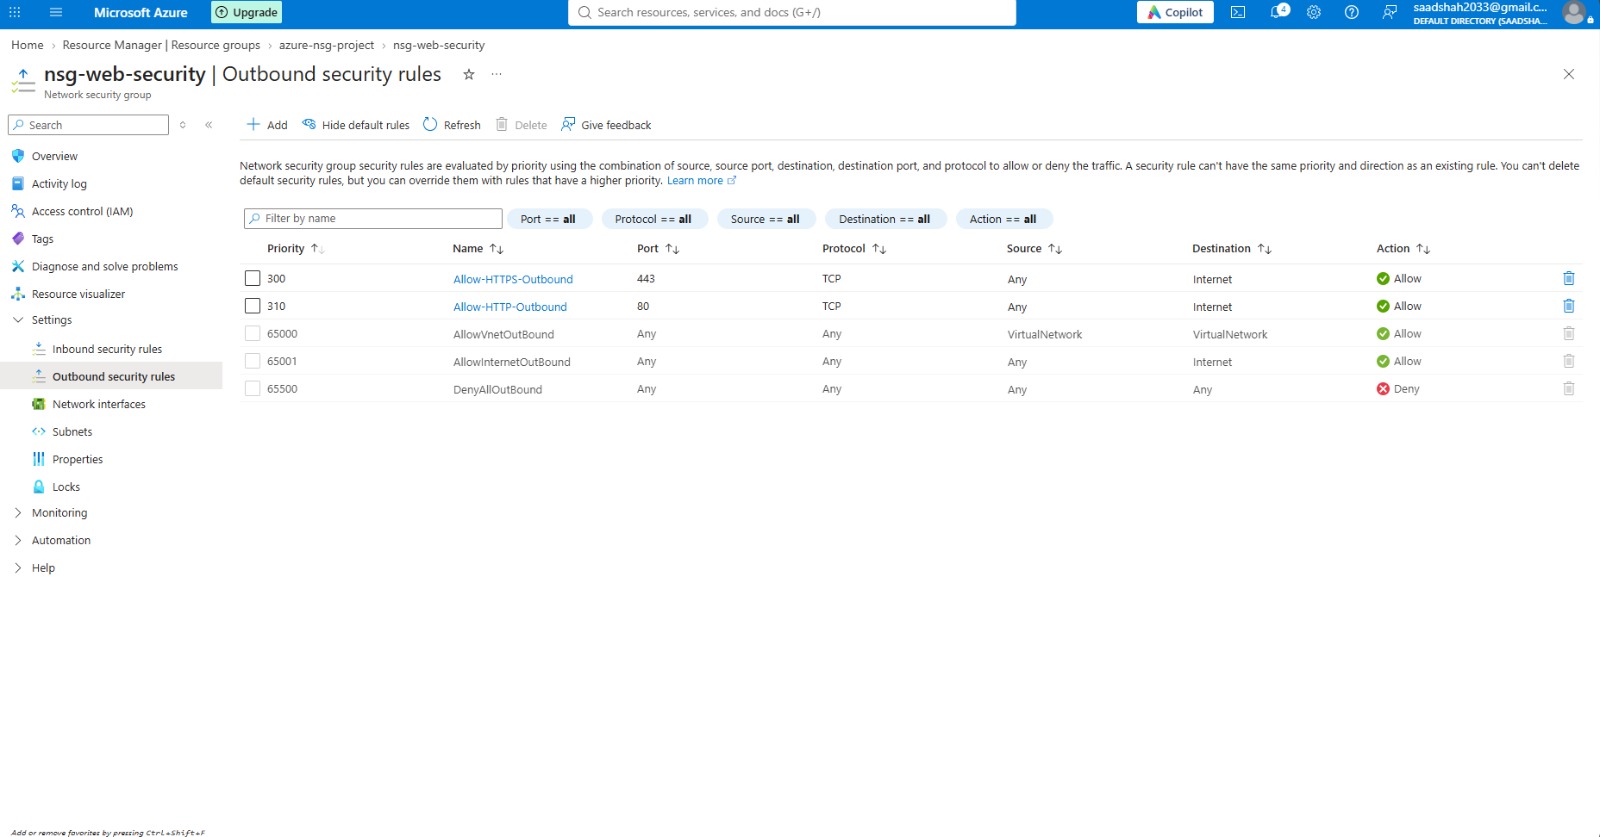 Microsoft Azure
Upgrade
Search resources, services, and docs (G+/)
Copilot
4
saadshah2033@gmail.c...
DEFAULT DIRECTORY (SAADSHA...
Home > Resource Manager | Resource groups > azure-nsg-project > nsg-web-security
nsg-web-security | Outbound security rules
Network security group
Search
Add Hide default rules Refresh Delete Give feedback
Overview
Activity log
Access control (IAM)
Tags
Diagnose and solve problems
Resource visualizer
Settings
Inbound security rules
Outbound security rules
Network interfaces
Subnets
Properties
Locks
Monitoring
Automation
Help
Network security group security rules are evaluated by priority using the combination of source, source port, destination, destination port, and protocol to allow or deny the traffic. A security rule can't have the same priority and direction as an existing rule. You can't delete
default security rules, but you can override them with rules that have a higher priority. Learn more
Filter by name Port == all Protocol == all Source == all Destination == all Action == all
Priority Name Port Protocol Source Destination Action
300 Allow-HTTPS-Outbound 443 TCP Any Internet Allow
310 Allow-HTTP-Outbound 80 TCP Any Internet Allow
65000 AllowVnetOutBound Any Any VirtualNetwork VirtualNetwork Allow
65001 AllowInternetOutBound Any Any Any Internet Allow
65500 DenyAllOutBound Any Any Any Any Deny
Add or remove favorites by pressing Ctrl+Shift+F